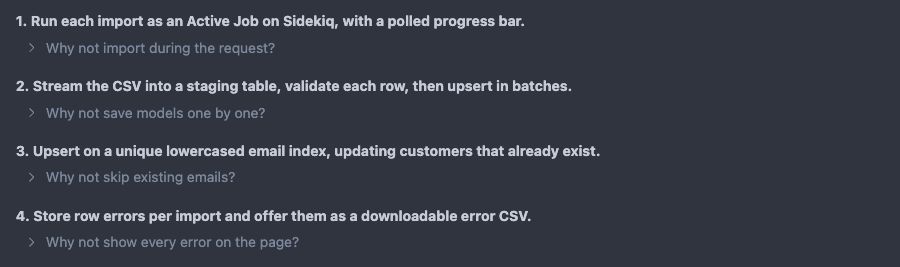 1. Run each import as an Active Job on Sidekiq, with a polled progress bar.
Why not import during the request?
2. Stream the CSV into a staging table, validate each row, then upsert in batches.
Why not save models one by one?
3. Upsert on a unique lowercased email index, updating customers that already exist.
Why not skip existing emails?
4. Store row errors per import and offer them as a downloadable error CSV.
Why not show every error on the page?